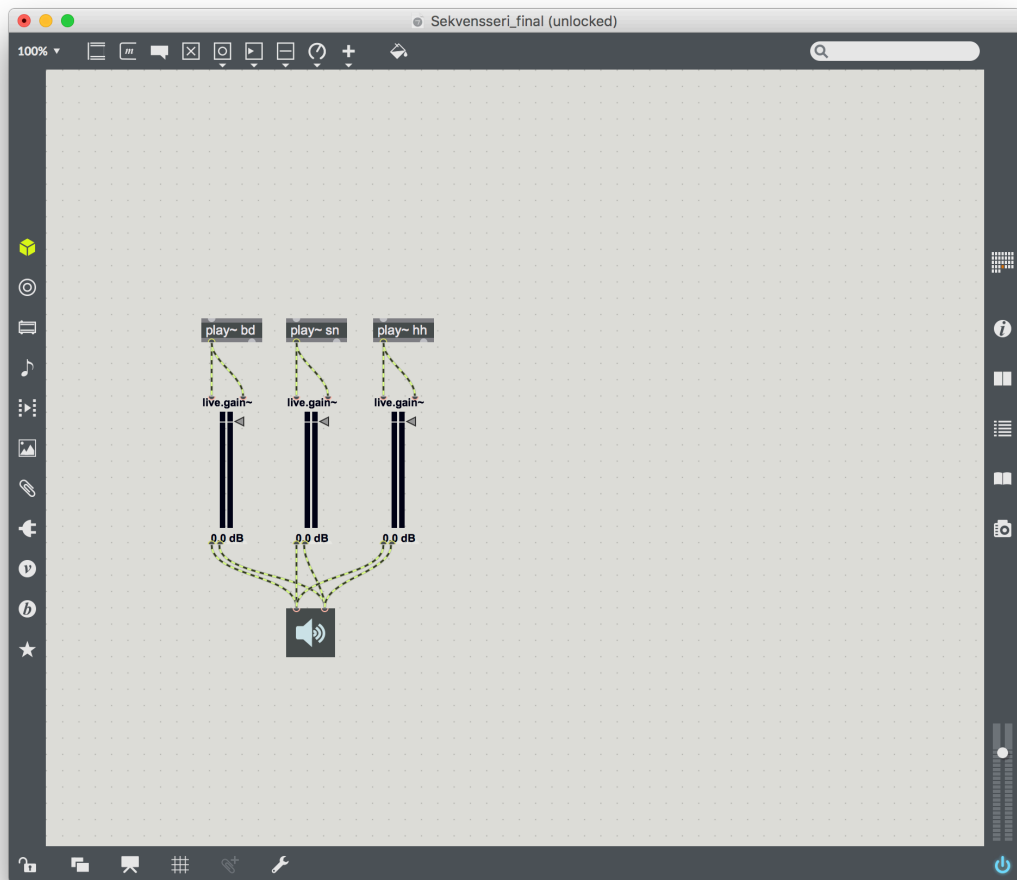 Sekvensseri_final (unlocked)
100%
play~ bd play~ sn play~ hh
live.gain~ live.gain~ live.gain~
0.0 dB 0.0 dB 0.0 dB